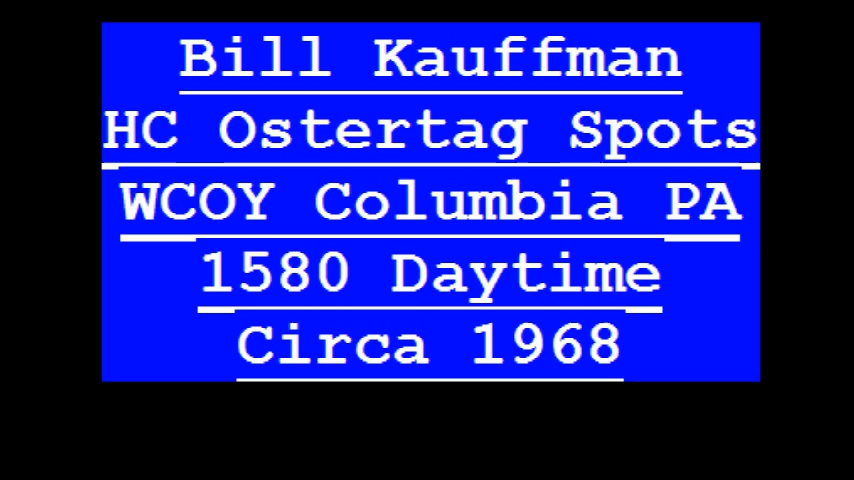 Bill Kauffman
HC Ostertag Spots
WCOY Columbia PA
1580 Daytime
Circa 1968